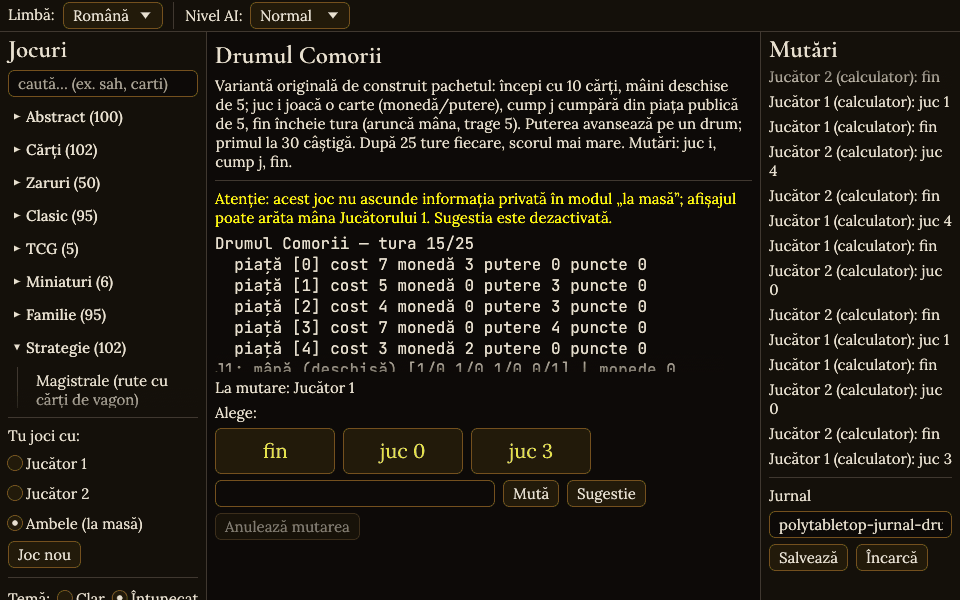 Limbă: Română ▼ Nivel AI: Normal ▼
Jocuri
caută... (ex. sah, carti)
▸ Abstract (100)
▸ Cărți (102)
▸ Zaruri (50)
▸ Clasic (95)
▸ TCG (5)
▸ Miniaturi (6)
▸ Familie (95)
▾ Strategie (102)
Magistrale (rute cu
cărți de vagon)
Tu joci cu:
Jucător 1
Jucător 2
Ambele (la masă)
Joc nou
Temă: Clar Întunecat
Drumul Comorii
Variantă originală de construit pachetul: începi cu 10 cărți, mâini deschise
de 5; juc i joacă o carte (monedă/putere), cump j cumpără din piața publică
de 5, fin încheie tura (aruncă mâna, trage 5). Puterea avansează pe un drum;
primul la 30 câștigă. După 25 ture fiecare, scorul mai mare. Mutări: juc i,
cump j, fin.
Atenție: acest joc nu ascunde informația privată în modul „la masă”; afișajul
poate arăta mâna Jucătorului 1. Sugestia este dezactivată.
Drumul Comorii — tura 15/25
piață [0] cost 7 monedă 3 putere 0 puncte 0
piață [1] cost 5 monedă 0 putere 3 puncte 0
piață [2] cost 4 monedă 0 putere 3 puncte 0
piață [3] cost 7 monedă 0 putere 4 puncte 0
piață [4] cost 3 monedă 2 putere 0 puncte 0
J1: mână (deschisă) [1/0 1/0 1/0 0/1] | monede 0
La mutare: Jucător 1
Alege:
fin juc 0 juc 3
Mută Sugestie
Anulează mutarea
Mutări
Jucător 2 (calculator): fin
Jucător 1 (calculator): juc 1
Jucător 1 (calculator): fin
Jucător 2 (calculator): juc
4
Jucător 2 (calculator): fin
Jucător 1 (calculator): juc 4
Jucător 1 (calculator): fin
Jucător 2 (calculator): juc
0
Jucător 2 (calculator): fin
Jucător 1 (calculator): juc 1
Jucător 1 (calculator): fin
Jucător 2 (calculator): juc
0
Jucător 2 (calculator): fin
Jucător 1 (calculator): juc 3
Jurnal
polytabletop-jurnal-dru
Salvează Încarcă